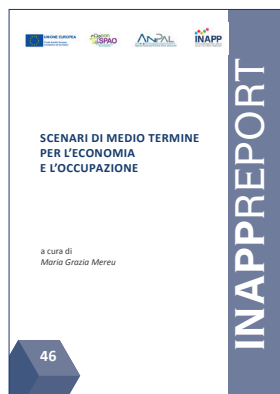 UNIONE EUROPEA
SPAO
ANPAL
INAPP
SCENARI DI MEDIO TERMINE
PER L'ECONOMIA
E L'OCCUPAZIONE
a cura di
Maria Grazia Mereu
46
INAPPREPORT